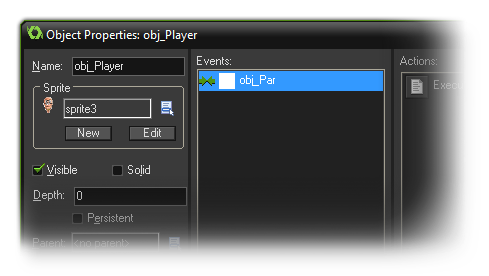 Object Properties: obj_Player
Name: obj_Player
Events:
Actions:
obj_Par
Sprite
sprite3
New Edit
Visible Solid
Depth: 0
Persistent
Parent: <no parent>